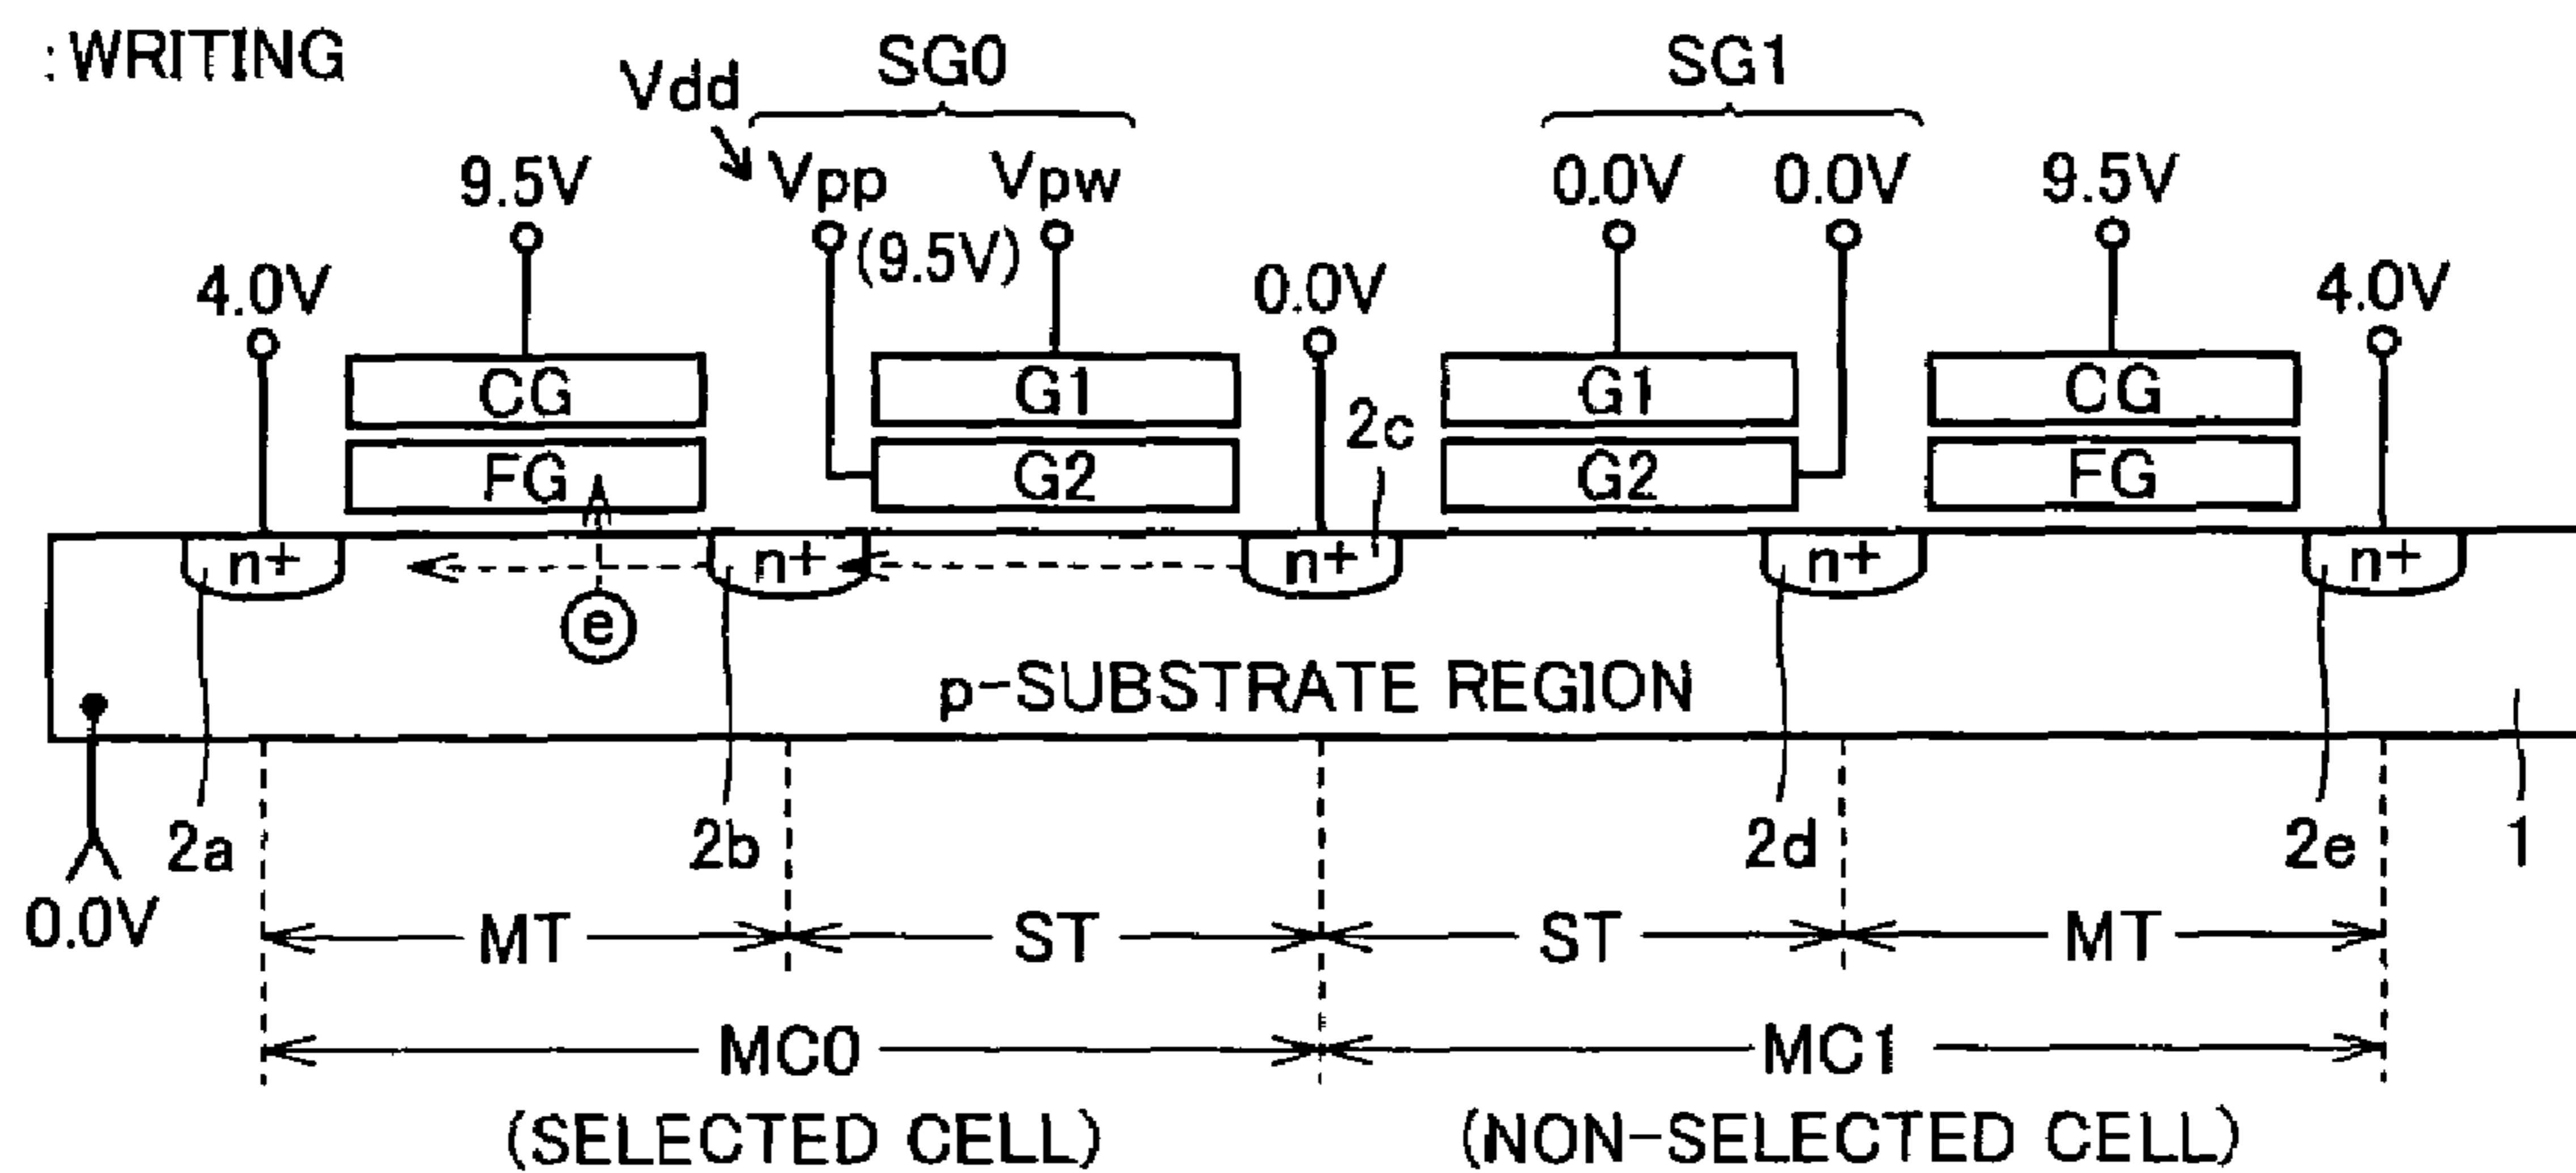 : WRITING
Vdd SG0 SG1
9.5V Vpp Vpw 0.0V 0.0V 9.5V
(9.5V)
4.0V 0.0V 4.0V
CG G1 2c G1 CG
FG G2 G2 FG
n+ n+ n+ n+ n+
e
p-SUBSTRATE REGION
2a 2b 2d 2e 1
0.0V MT ST ST MT
MC0 MC1
(SELECTED CELL) (NON-SELECTED CELL)